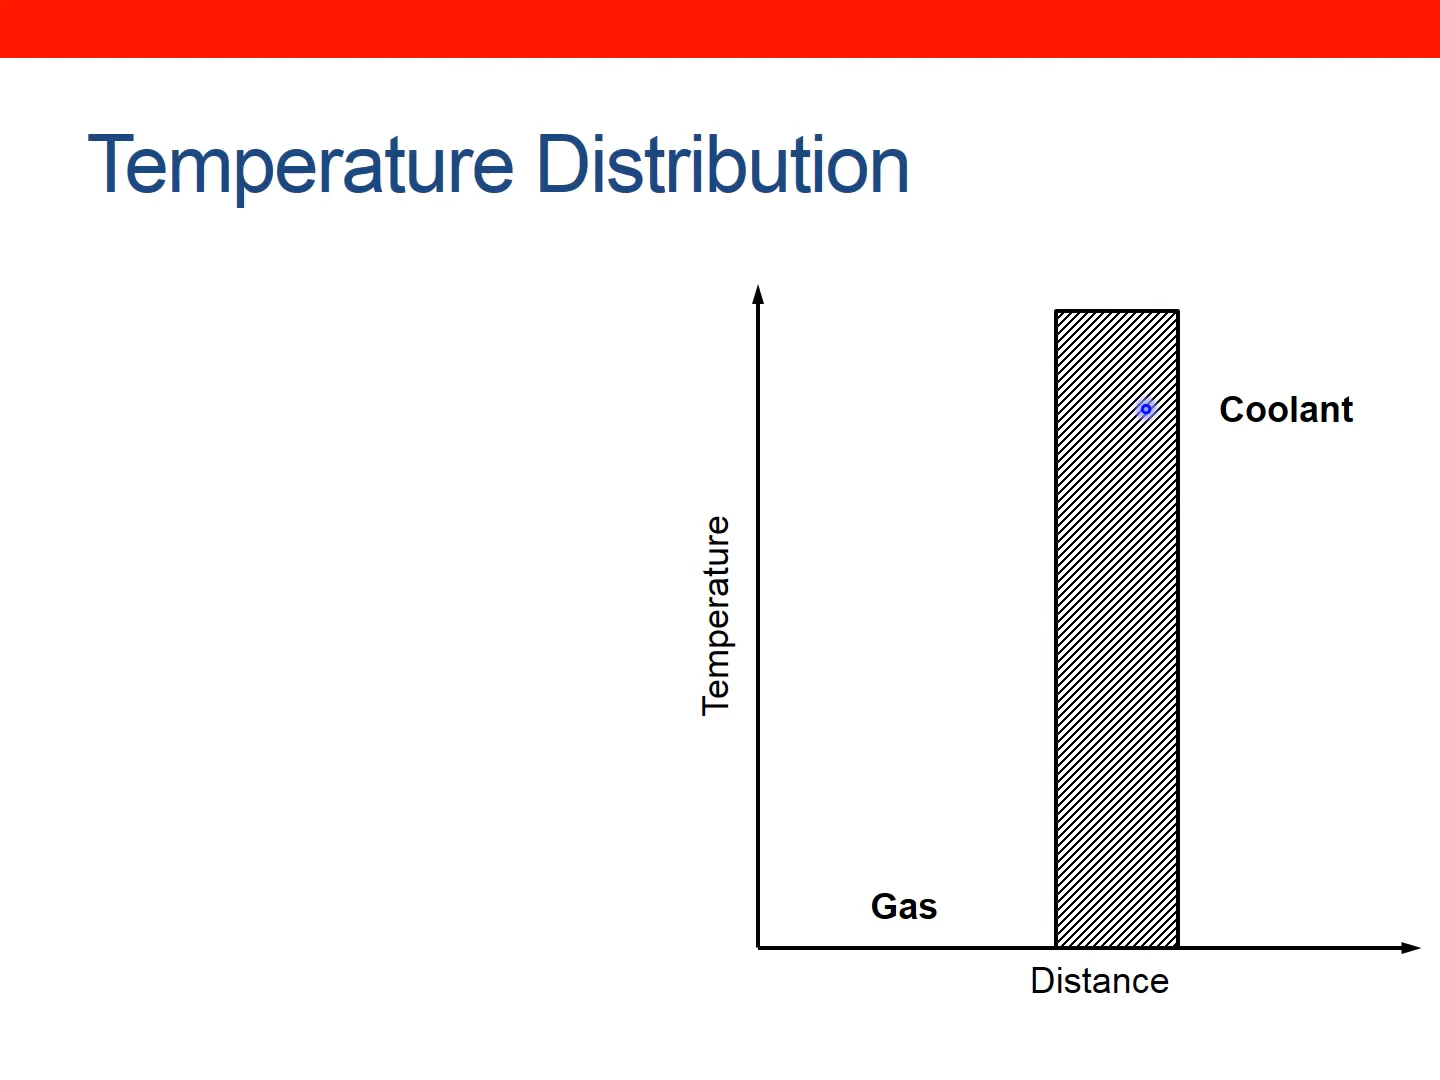 Temperature Distribution
Coolant
Temperature
Gas
Distance